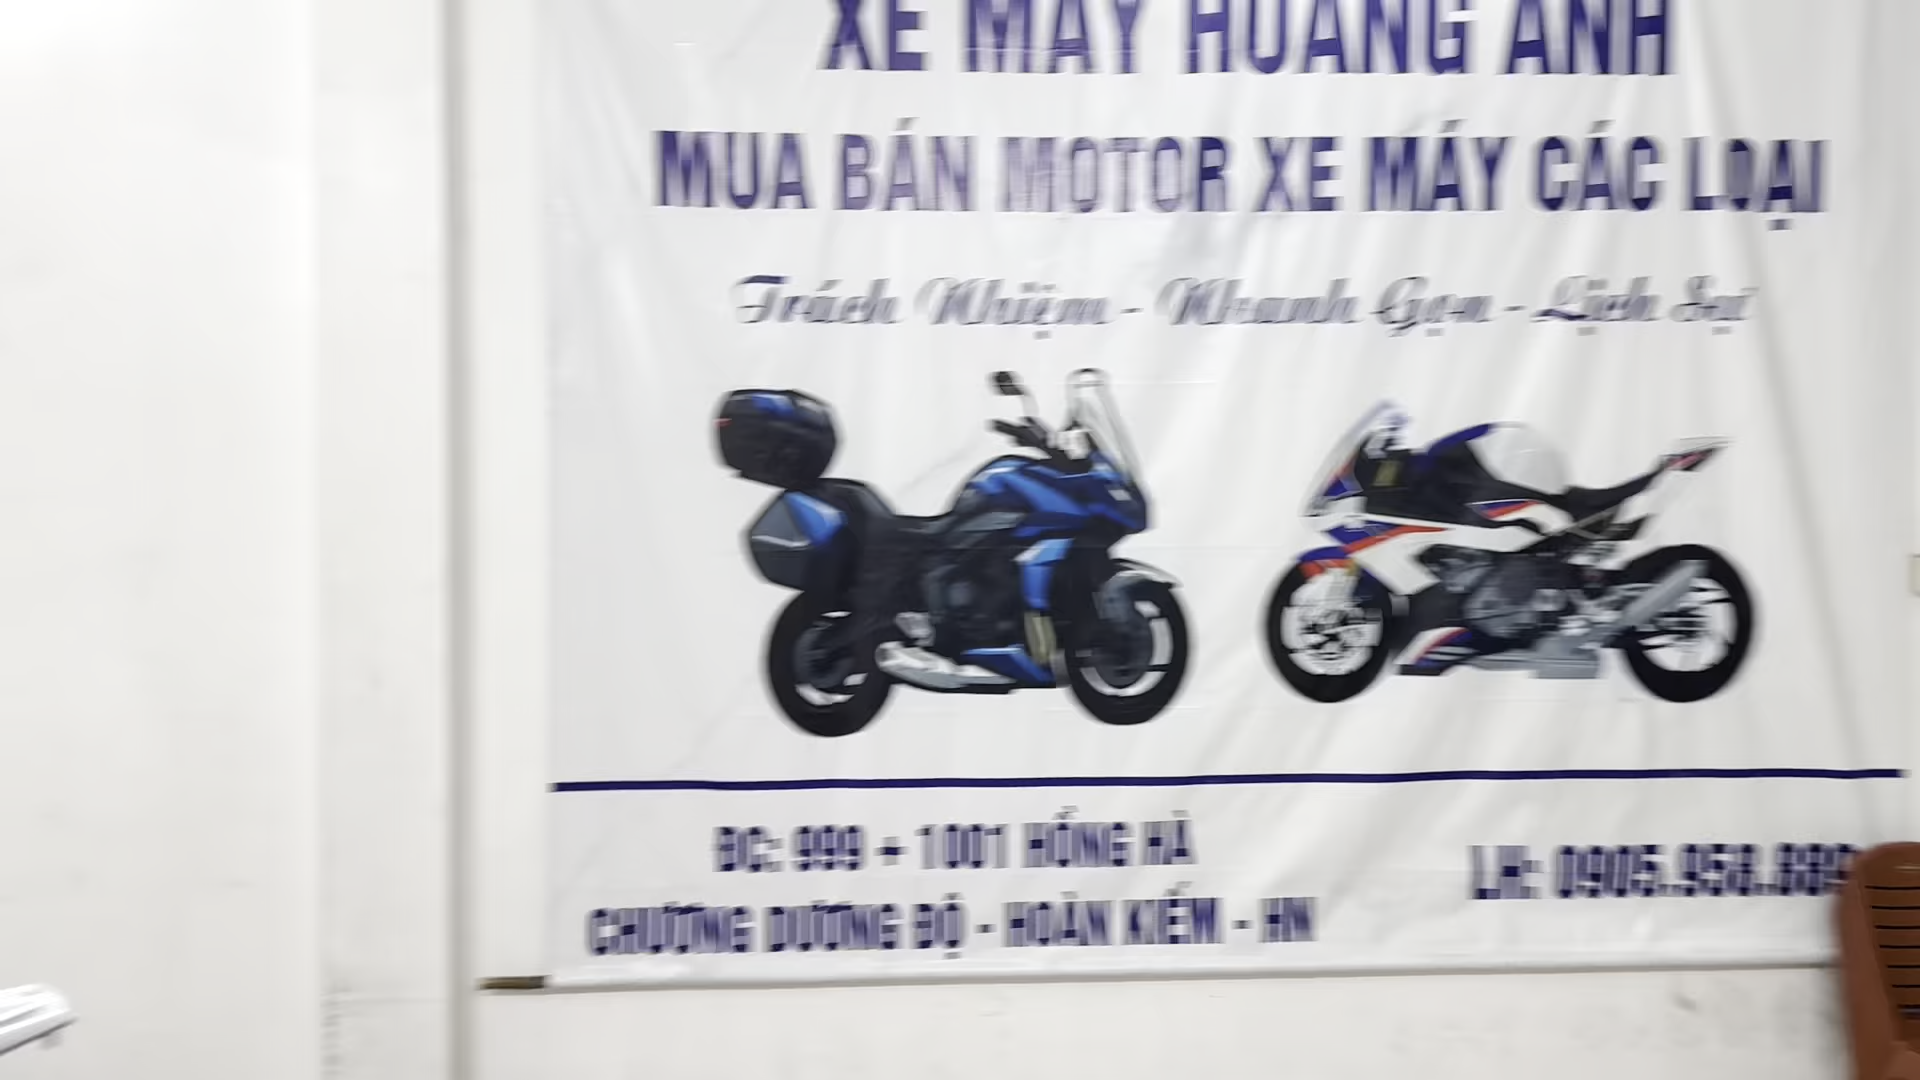 XE MÁY HOÀNG ANH
MUA BÁN MOTOR XE MÁY CÁC LOẠI
Trách Nhiệm - Nhanh Gọn - Lịch Sự
ĐC: 999 + 1001 HỒNG HÀ
CHƯƠNG DƯƠNG ĐỘ - HOÀN KIẾM - HN
LH: 0905.958.889